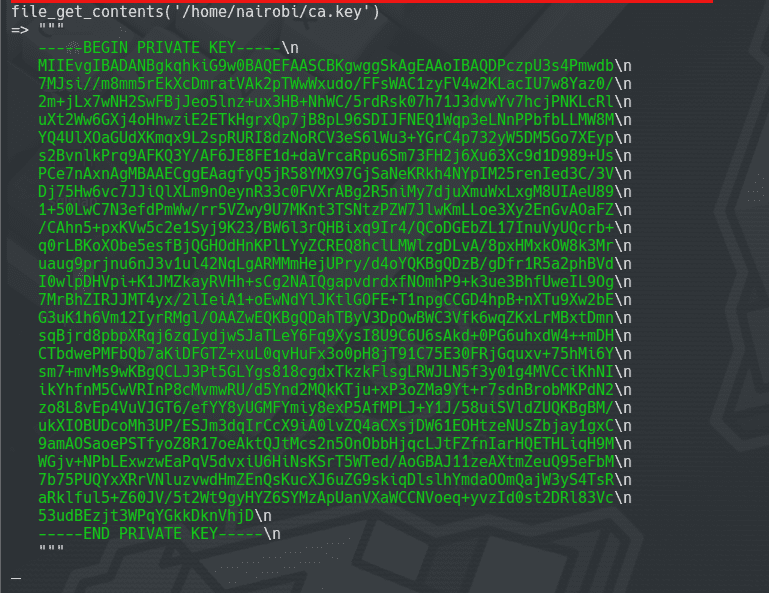 file_get_contents('/home/nairobi/ca.key')
=> """
-----BEGIN PRIVATE KEY-----\n
MIIEvgIBADANBgkqhkiG9w0BAQEFAASCBKgwggSkAgEAAoIBAQDPczpU3s4Pmwdb\n
7MJsi//m8mm5rEkXcDmratVAk2pTWwWxudo/FFsWAC1zyFV4w2KLacIU7w8Yaz0/\n
2m+jLx7wNH2SwFBjJeo5lnz+ux3HB+NhWC/5rdRsk07h71J3dvwYv7hcjPNKLcRl\n
uXt2Ww6GXj4oHhwziE2ETkHgrxQp7jB8pL96SDIJFNEQ1Wqp3eLNnPPbfbLLMW8M\n
YQ4UlXOaGUdXKmqx9L2spRURI8dzNoRCV3eS6lWu3+YGrC4p732yW5DM5Go7XEyp\n
s2BvnlkPrq9AFKQ3Y/AF6JE8FE1d+daVrcaRpu6Sm73FH2j6Xu63Xc9d1D989+Us\n
PCe7nAxnAgMBAAECggEAagfyQ5jR58YMX97GjSaNeKRkh4NYpIM25renIed3C/3V\n
Dj75Hw6vc7JJiQlXLm9nOeynR33c0FVXrABg2R5niMy7djuXmuWxLxgM8UIAeU89\n
1+50LwC7N3efdPmWw/rr5VZwy9U7MKnt3TSNtzPZW7JlwKmLLoe3Xy2EnGvAOaFZ\n
/CAhn5+pxKVw5c2e1Syj9K23/BW6l3rQHBixq9Ir4/QCoDGEbZL17InuVyUQcrb+\n
q0rLBKoXObe5esfBjQGHOdHnKPlLYyZCREQ8hclLMWlzgDLvA/8pxHMxkOW8k3Mr\n
uaug9prjnu6nJ3v1ul42NqLgARMMmHejUPry/d4oYQKBgQDzB/gDfr1R5a2phBVd\n
I0wlpDHVpi+K1JMZkayRVHh+sCg2NAIQgapvdrdxfNOmhP9+k3ue3BhfUweIL9Og\n
7MrBhZIRJJMT4yx/2lIeiA1+oEwNdYlJKtlGOFE+T1npgCCGD4hpB+nXTu9Xw2bE\n
G3uK1h6Vm12IyrRMgl/OAAZwEQKBgQDahTByV3DpOwBWC3Vfk6wqZKxLrMBxtDmn\n
sqBjrd8pbpXRqj6zqIydjwSJaTLeY6Fq9XysI8U9C6U6sAkd+0PG6uhxdW4++mDH\n
CTbdwePMFbQb7aKiDFGTZ+xuL0qvHuFx3o0pH8jT91C75E30FRjGquxv+75hMi6Y\n
sm7+mvMs9wKBgQCLJ3Pt5GLYgs818cgdxTkzkFlsgLRWJLN5f3y01g4MVCciKhNI\n
ikYhfnM5CwVRInP8cMvmwRU/d5Ynd2MQkKTju+xP3oZMa9Yt+r7sdnBrobMKPdN2\n
zo8L8vEp4VuVJGT6/efYY8yUGMFYmiy8exP5AfMPLJ+Y1J/58uiSVldZUQKBgBM/\n
ukXIOBUDcoMh3UP/ESJm3dqIrCcX9iA0lvZQ4aCXsjDW61EOHtzeNUsZbjay1gxC\n
9amAOSaoePSTfyoZ8R17oeAktQJtMcs2n5OnObbHjqcLJtFZfnIarHQETHLiqH9M\n
WGjv+NPbLExwzwEaPqV5dvxiU6HiNsKSrT5WTed/AoGBAJ11zeAXtmZeuQ95eFbM\n
7b75PUQYxXRrVNluzvwdHmZEnQsKucXJ6uZG9skiqDlslhYmdaOOmQajW3yS4TsR\n
aRklful5+Z60JV/5t2Wt9gyHYZ6SYMzApUanVXaWCCNVoeq+yvzId0st2DRl83Vc\n
53udBEzjt3WPqYGkkDknVhjD\n
-----END PRIVATE KEY-----\n
"""